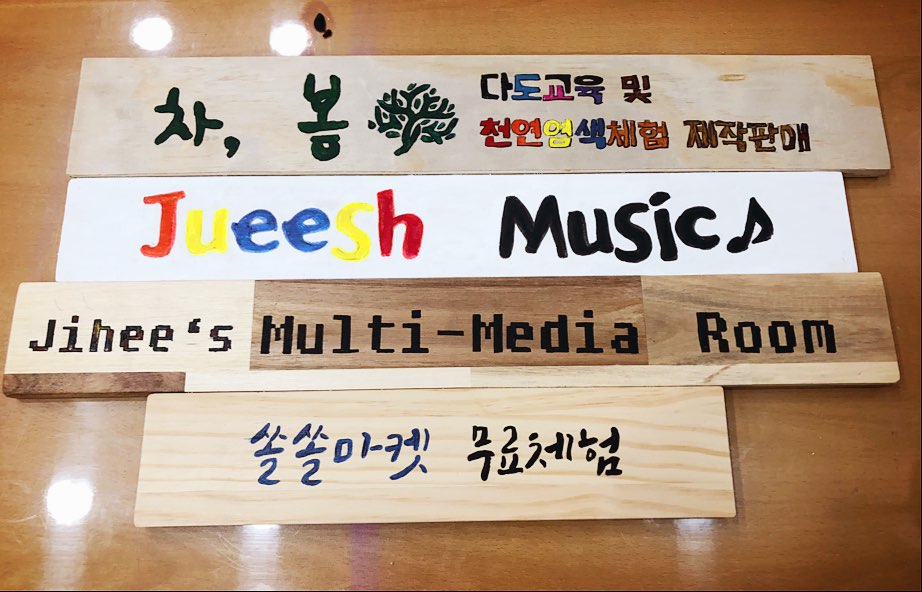 차, 봄
다도교육 및
천연염색체험 제작판매
Jueesh Music♪
Jihee‘s Multi-Media Room
쏠쏠마켓 무료체험